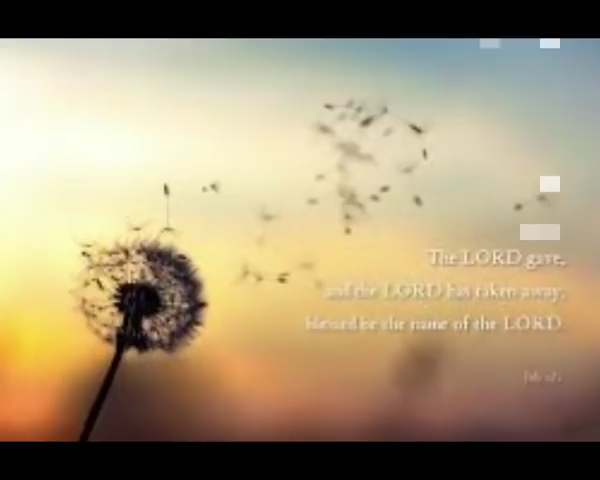 The LORD gave,
and the LORD has taken away;
blessed be the name of the LORD.